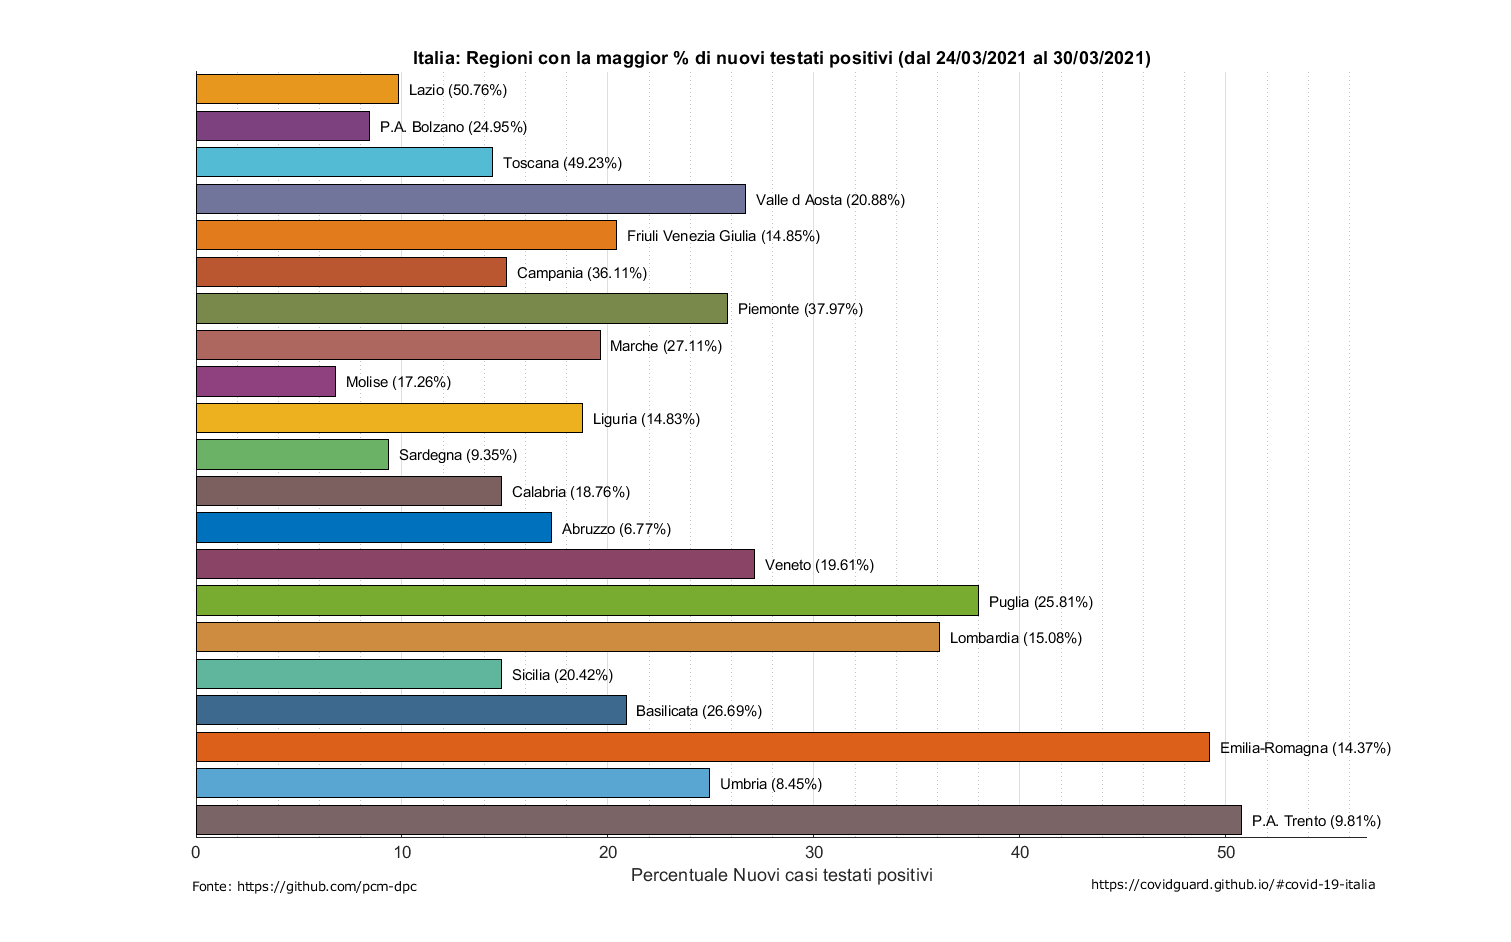 Italia: Regioni con la maggior % di nuovi testati positivi (dal 24/03/2021 al 30/03/2021)
Lazio (50.76%)
P.A. Bolzano (24.95%)
Toscana (49.23%)
Valle d Aosta (20.88%)
Friuli Venezia Giulia (14.85%)
Campania (36.11%)
Piemonte (37.97%)
Marche (27.11%)
Molise (17.26%)
Liguria (14.83%)
Sardegna (9.35%)
Calabria (18.76%)
Abruzzo (6.77%)
Veneto (19.61%)
Puglia (25.81%)
Lombardia (15.08%)
Sicilia (20.42%)
Basilicata (26.69%)
Emilia-Romagna (14.37%)
Umbria (8.45%)
P.A. Trento (9.81%)
0 10 20 30 40 50
Percentuale Nuovi casi testati positivi
Fonte: https://github.com/pcm-dpc
https://covidguard.github.io/#covid-19-italia